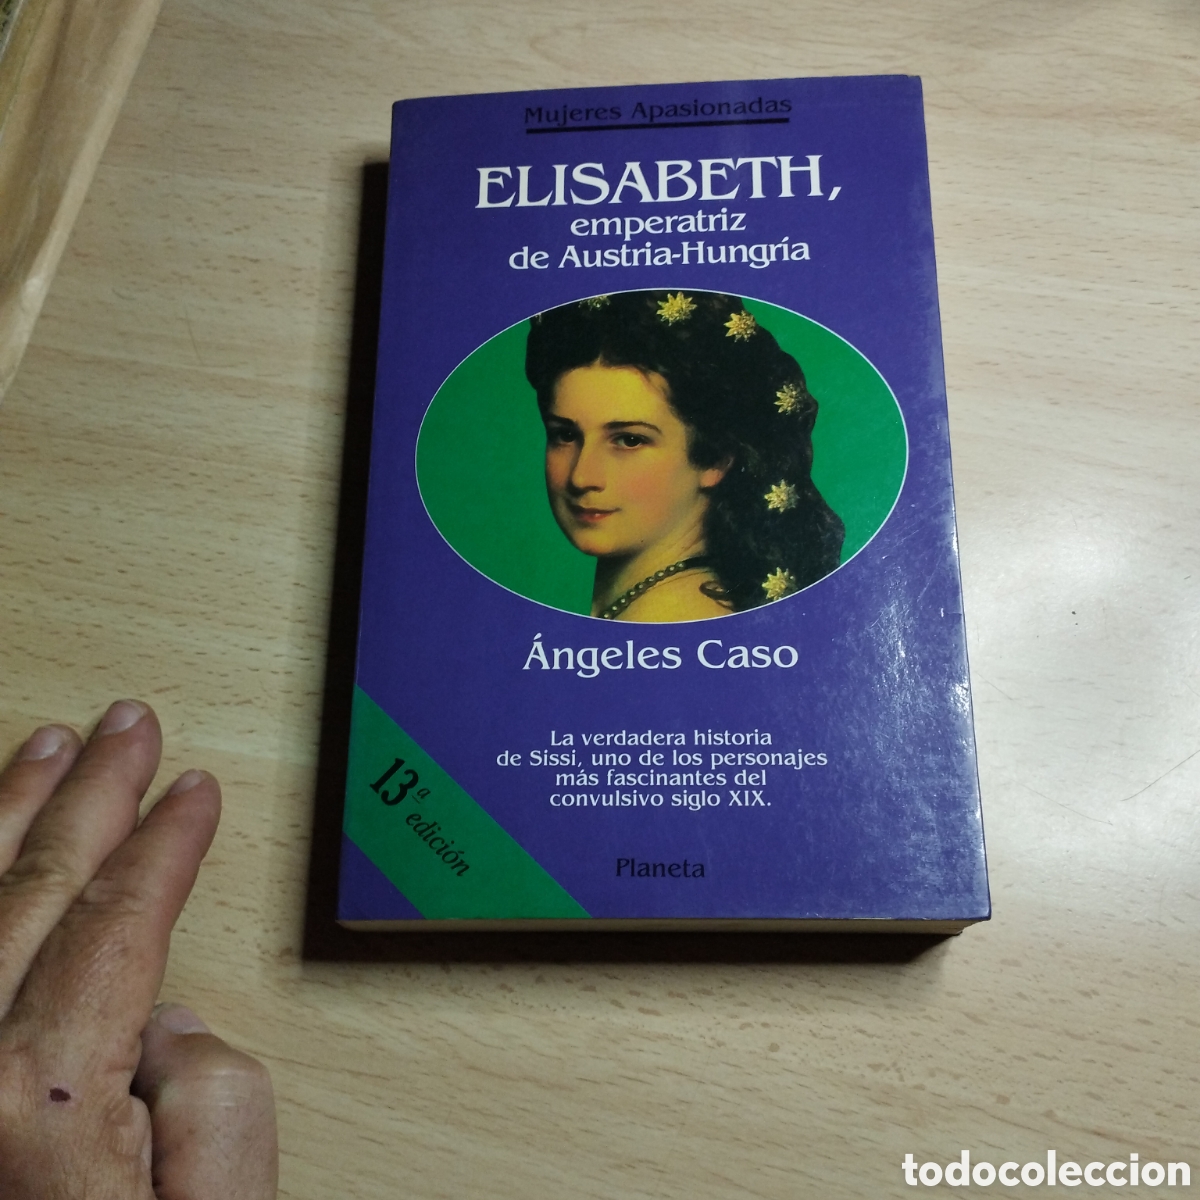 Mujeres Apasionadas
ELISABETH,
emperatriz
de Austria-Hungría
Ángeles Caso
La verdadera historia
de Sissi, uno de los personajes
más fascinantes del
convulsivo siglo XIX.
13ª
edición
Planeta
todocoleccion